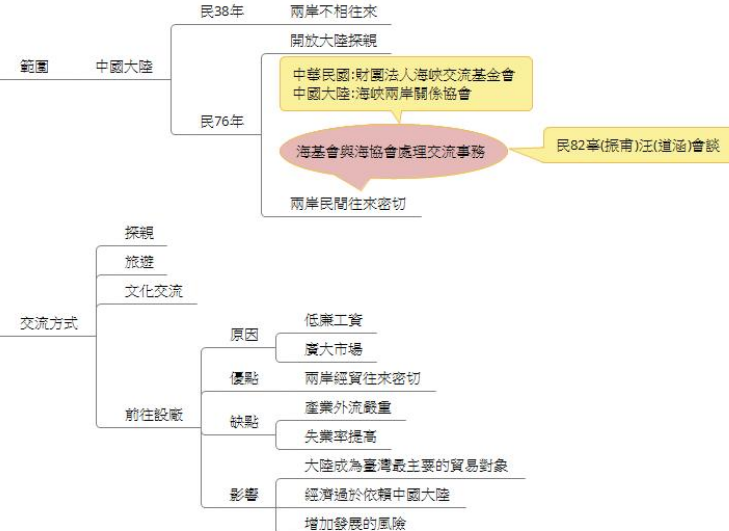 民38年
兩岸不相往來
範圍
中國大陸
民76年
開放大陸探親
中華民國:財團法人海峽交流基金會
中國大陸:海峽兩岸關係協會
海基會與海協會處理交流事務
民82辜(振甫)汪(道涵)會談
兩岸民間往來密切
交流方式
探親
旅遊
文化交流
前往設廠
原因
低廉工資
廣大市場
優點
兩岸經貿往來密切
缺點
產業外流嚴重
失業率提高
影響
大陸成為臺灣最主要的貿易對象
經濟過於依賴中國大陸
增加發展的風險